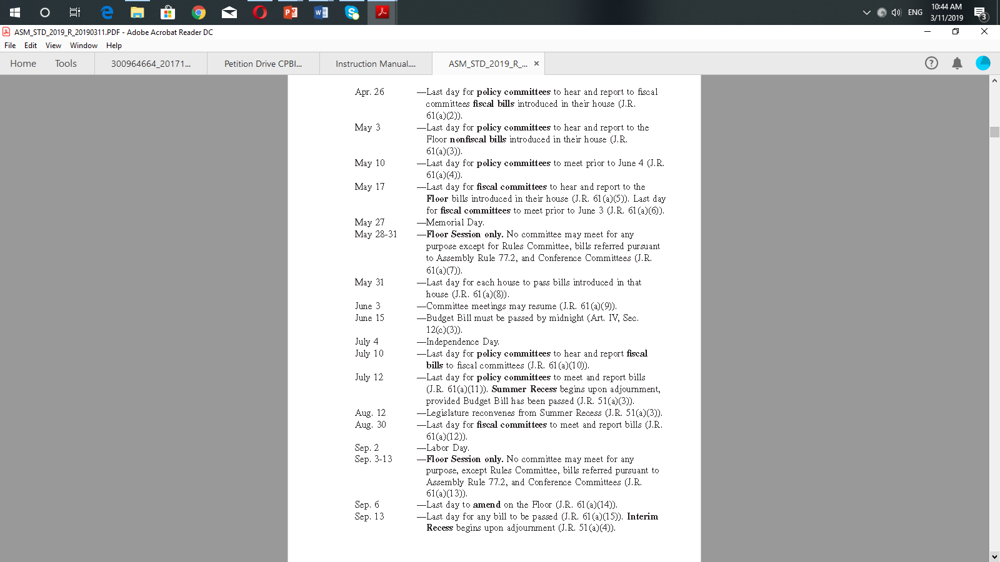 ENG
10:44 AM
3/11/2019
3
ASM_STD_2019_R_20190311.PDF - Adobe Acrobat Reader DC
File Edit View Window Help
Home Tools 300964664_20171... Petition Drive CPBI... Instruction Manual.... ASM_STD_2019_R_... ×
Apr. 26 —Last day for policy committees to hear and report to fiscal
committees fiscal bills introduced in their house (J.R.
61(a)(2)).
May 3 —Last day for policy committees to hear and report to the
Floor nonfiscal bills introduced in their house (J.R.
61(a)(3)).
May 10 —Last day for policy committees to meet prior to June 4 (J.R.
61(a)(4)).
May 17 —Last day for fiscal committees to hear and report to the
Floor bills introduced in their house (J.R. 61(a)(5)). Last day
for fiscal committees to meet prior to June 3 (J.R. 61(a)(6)).
May 27 —Memorial Day.
May 28-31 —Floor Session only. No committee may meet for any
purpose except for Rules Committee, bills referred pursuant
to Assembly Rule 77.2, and Conference Committees (J.R.
61(a)(7)).
May 31 —Last day for each house to pass bills introduced in that
house (J.R. 61(a)(8)).
June 3 —Committee meetings may resume (J.R. 61(a)(9)).
June 15 —Budget Bill must be passed by midnight (Art. IV, Sec.
12(c)(3)).
July 4 —Independence Day.
July 10 —Last day for policy committees to hear and report fiscal
bills to fiscal committees (J.R. 61(a)(10)).
July 12 —Last day for policy committees to meet and report bills
(J.R. 61(a)(11)). Summer Recess begins upon adjournment,
provided Budget Bill has been passed (J.R. 51(a)(3)).
Aug. 12 —Legislature reconvenes from Summer Recess (J.R. 51(a)(3)).
Aug. 30 —Last day for fiscal committees to meet and report bills (J.R.
61(a)(12)).
Sep. 2 —Labor Day.
Sep. 3-13 —Floor Session only. No committee may meet for any
purpose, except Rules Committee, bills referred pursuant to
Assembly Rule 77.2, and Conference Committees (J.R.
61(a)(13)).
Sep. 6 —Last day to amend on the Floor (J.R. 61(a)(14)).
Sep. 13 —Last day for any bill to be passed (J.R. 61(a)(15)). Interim
Recess begins upon adjournment (J.R. 51(a)(4)).